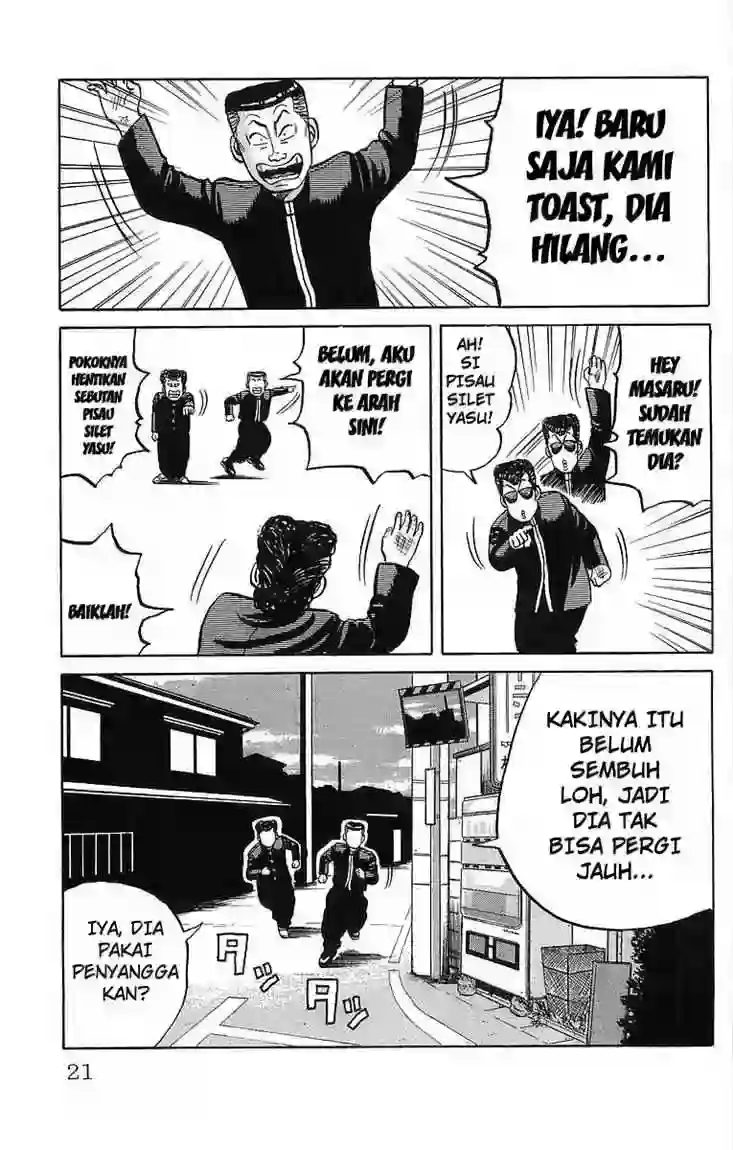 IYA! BARU
SAJA KAMI
TOAST, DIA
HILANG...
HEY
MASARU!
SUDAH
TEMUKAN
DIA?
AH!
SI
PISAU
SILET
YASU!
BELUM, AKU
AKAN PERGI
KE ARAH
SINI!
POKOKNYA
HENTIKAN
SEBUTAN
PISAU
SILET
YASU!
BAIKLAH!
KAKINYA ITU
BELUM
SEMBUH
LOH, JADI
DIA TAK
BISA PERGI
JAUH...
IYA, DIA
PAKAI
PENYANGGA
KAN?
タッ
タッ
21